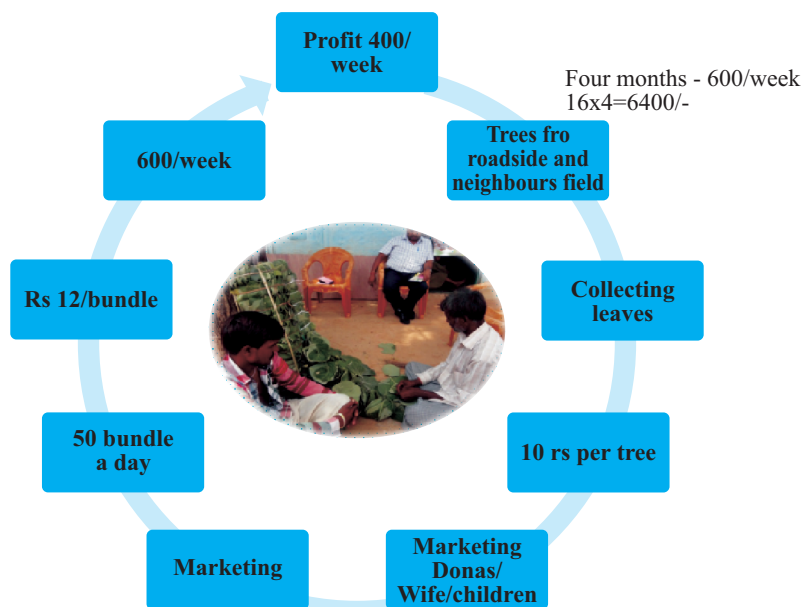 Profit 400/
week
Four months - 600/week
16x4=6400/-
Trees fro
roadside and
neighbours field
Collecting
leaves
10 rs per tree
Marketing
Donas/
Wife/children
Marketing
50 bundle
a day
Rs 12/bundle
600/week